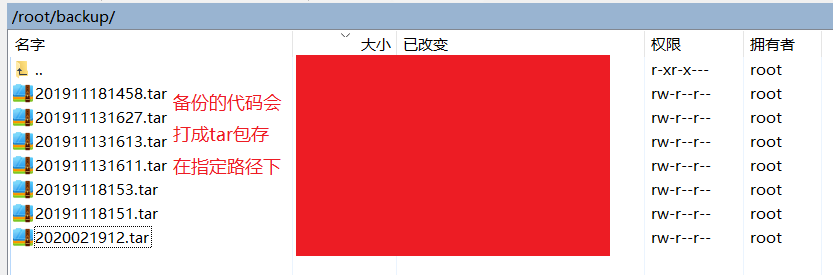 /root/backup/
名字 大小 已改变 权限 拥有者
.. r-xr-x--- root
201911181458.tar rw-r--r-- root
201911131627.tar rw-r--r-- root
201911131613.tar rw-r--r-- root
201911131611.tar rw-r--r-- root
20191118153.tar rw-r--r-- root
20191118151.tar rw-r--r-- root
2020021912.tar rw-r--r-- root
备份的代码会
打成tar包存
在指定路径下